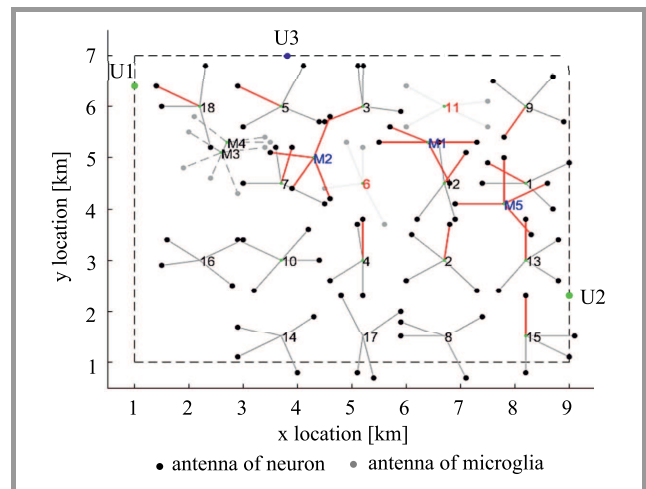 U3
7
U1
6
18
5
3
11
9
5
M4
M3
M2
M1
7
6
12
1
4
M5
3
16
10
4
2
13
U2
2
14
17
8
15
1
1 2 3 4 5 6 7 8 9
y location [km]
x location [km]
antenna of neuron
antenna of microglia